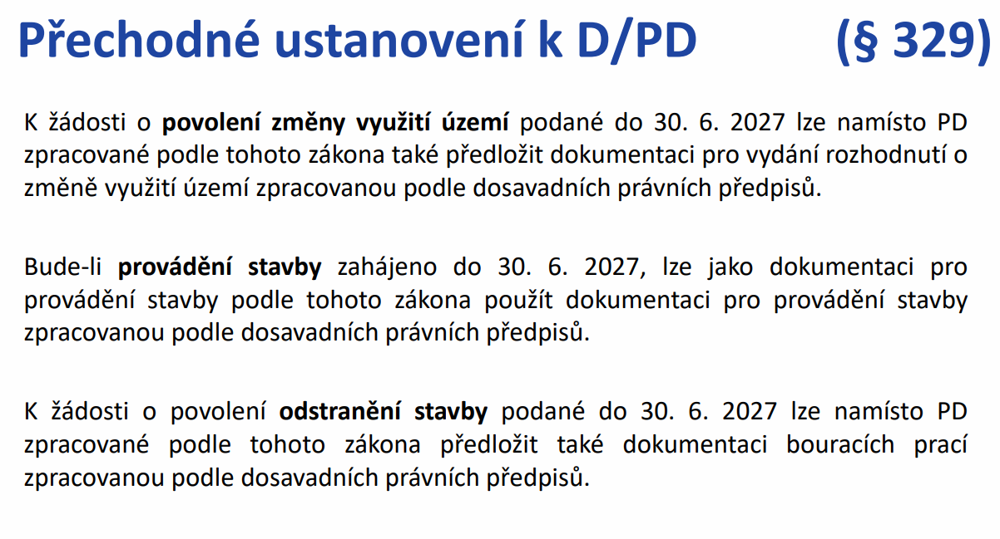 Přechodné ustanovení k D/PD (§ 329)
K žádosti o povolení změny využití území podané do 30. 6. 2027 lze namísto PD
zpracované podle tohoto zákona také předložit dokumentaci pro vydání rozhodnutí o
změně využití území zpracovanou podle dosavadních právních předpisů.
Bude-li provádění stavby zahájeno do 30. 6. 2027, lze jako dokumentaci pro
provádění stavby podle tohoto zákona použít dokumentaci pro provádění stavby
zpracovanou podle dosavadních právních předpisů.
K žádosti o povolení odstranění stavby podané do 30. 6. 2027 lze namísto PD
zpracované podle tohoto zákona předložit také dokumentaci bouracích prací
zpracovanou podle dosavadních právních předpisů.